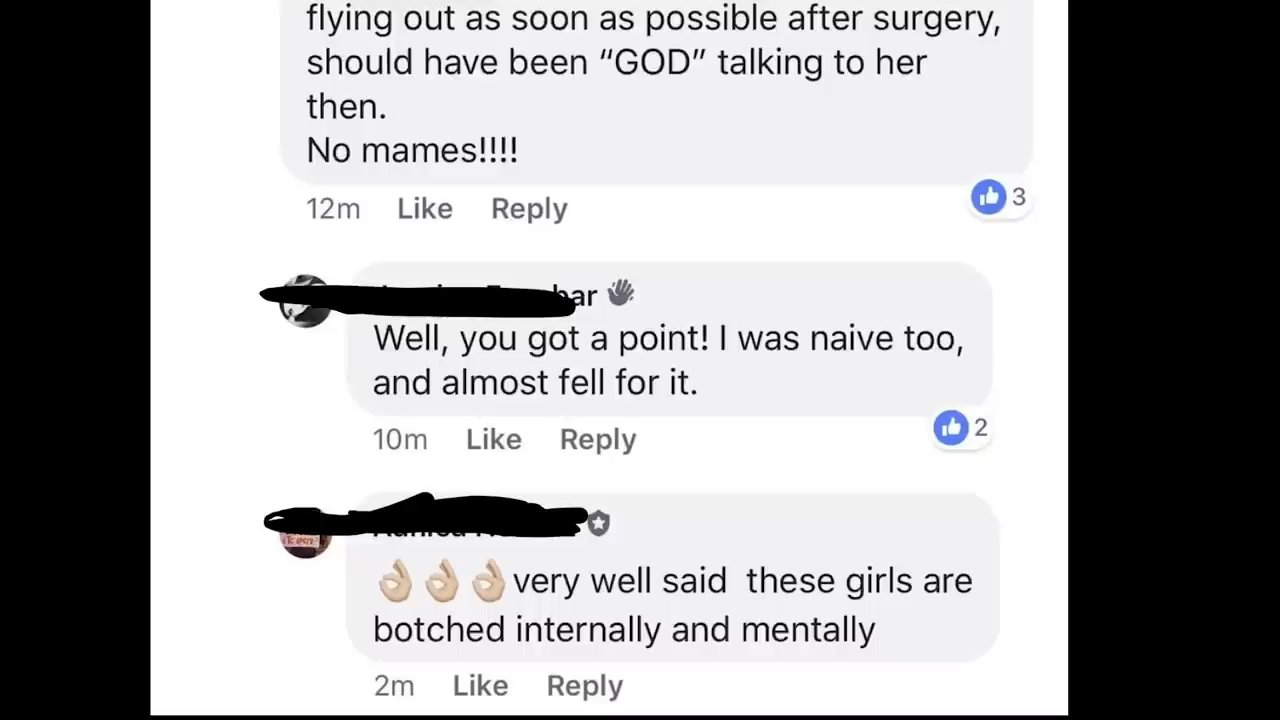 flying out as soon as possible after surgery,
should have been “GOD” talking to her
then.
No mames!!!!
12m Like Reply 3
Well, you got a point! I was naive too,
and almost fell for it.
10m Like Reply 2
👌🏼👌🏼👌🏼very well said these girls are
botched internally and mentally
2m Like Reply